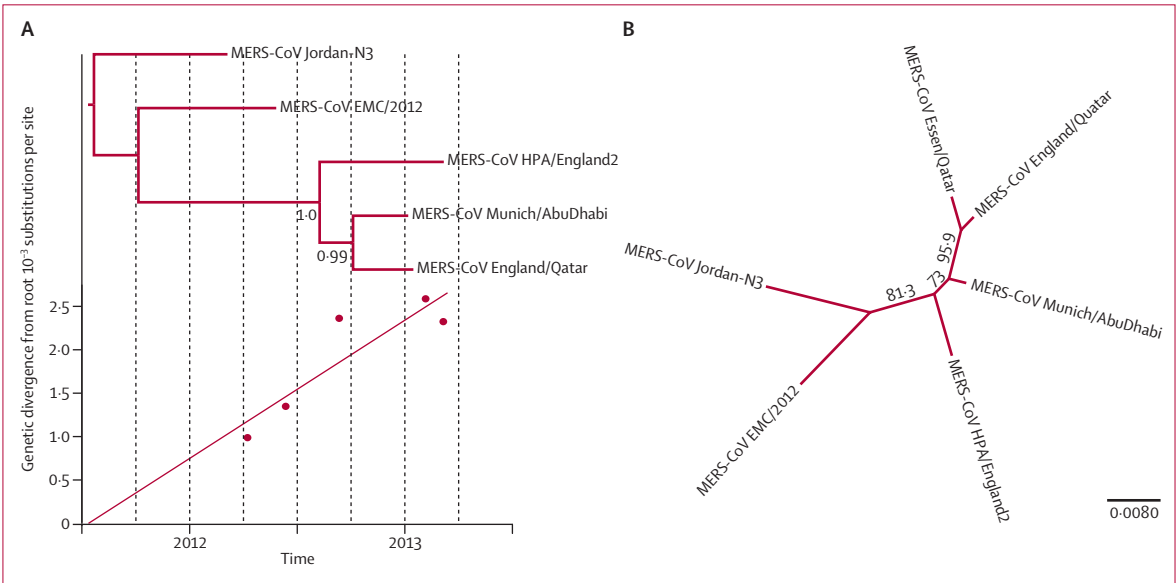 A
MERS-CoV Jordan-N3
MERS-CoV EMC/2012
MERS-CoV HPA/England2
1·0
MERS-CoV Munich/AbuDhabi
0·99
MERS-CoV England/Qatar
Genetic divergence from root 10⁻³ substitutions per site
2·5
2·0
1·5
1·0
0·5
0
2012
2013
Time
B
MERS-CoV Essen/Qatar
MERS-CoV England/Quatar
95·9
MERS-CoV Jordan-N3
81·3
73
MERS-CoV Munich/AbuDhabi
MERS-CoV EMC/2012
MERS-CoV HPA/England2
0·0080